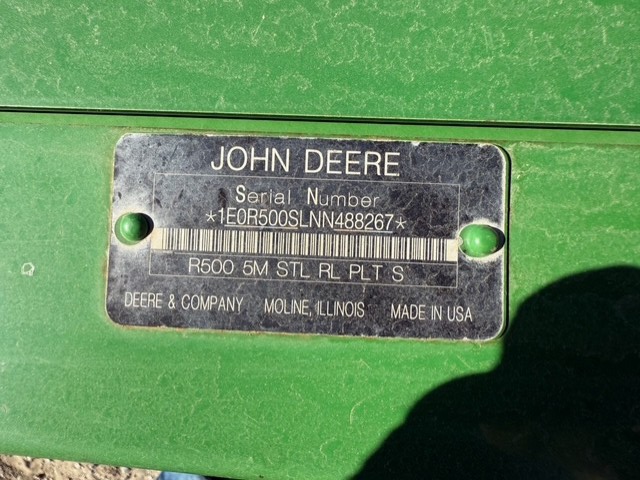 JOHN DEERE
Serial Number
*1E0R500SLNN488267*
R500 5M STL RL PLT S
DEERE & COMPANY MOLINE, ILLINOIS MADE IN USA